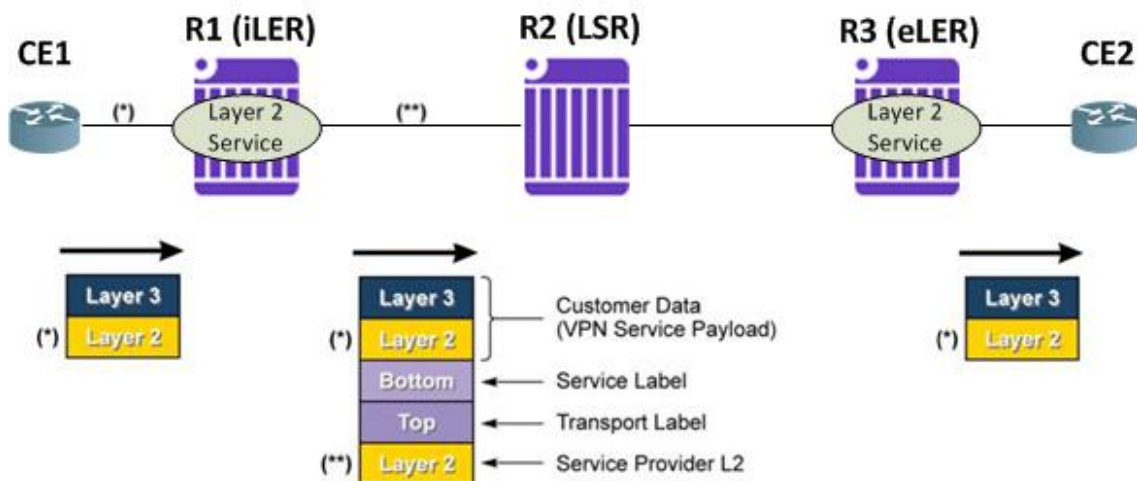 CE1
R1 (iLER)
R2 (LSR)
R3 (eLER)
CE2
(*)
Layer 2
Service
(**)
Layer 2
Service
Layer 3
(*)
Layer 2
Layer 3
(*)
Layer 2
Bottom
Top
(**)
Layer 2
Customer Data
(VPN Service Payload)
Service Label
Transport Label
Service Provider L2
Layer 3
(*)
Layer 2